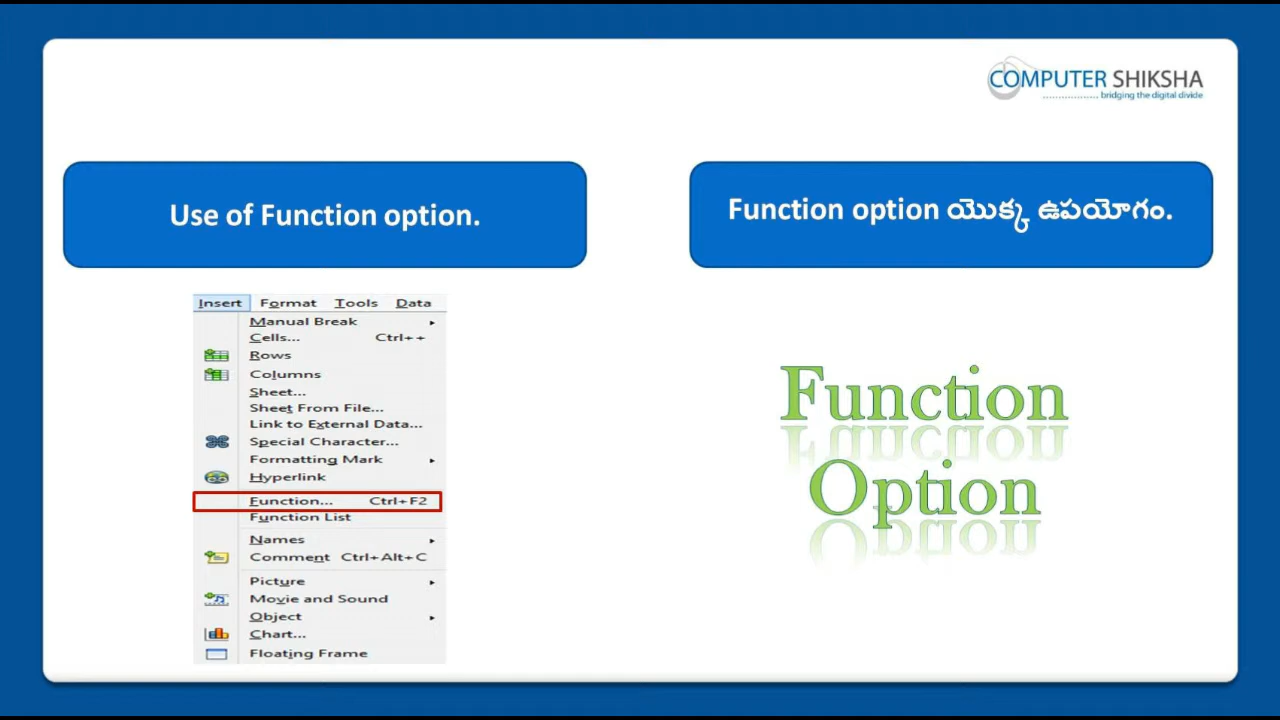 COMPUTER SHIKSHA
.................. bridging the digital divide
Use of Function option.
Function option యొక్క ఉపయోగం.
Insert Format Tools Data
Manual Break
Cells... Ctrl++
Rows
Columns
Sheet...
Sheet From File...
Link to External Data...
Special Character...
Formatting Mark
Hyperlink
Function... Ctrl+F2
Function List
Names
Comment Ctrl+Alt+C
Picture
Movie and Sound
Object
Chart...
Floating Frame
Function
Option